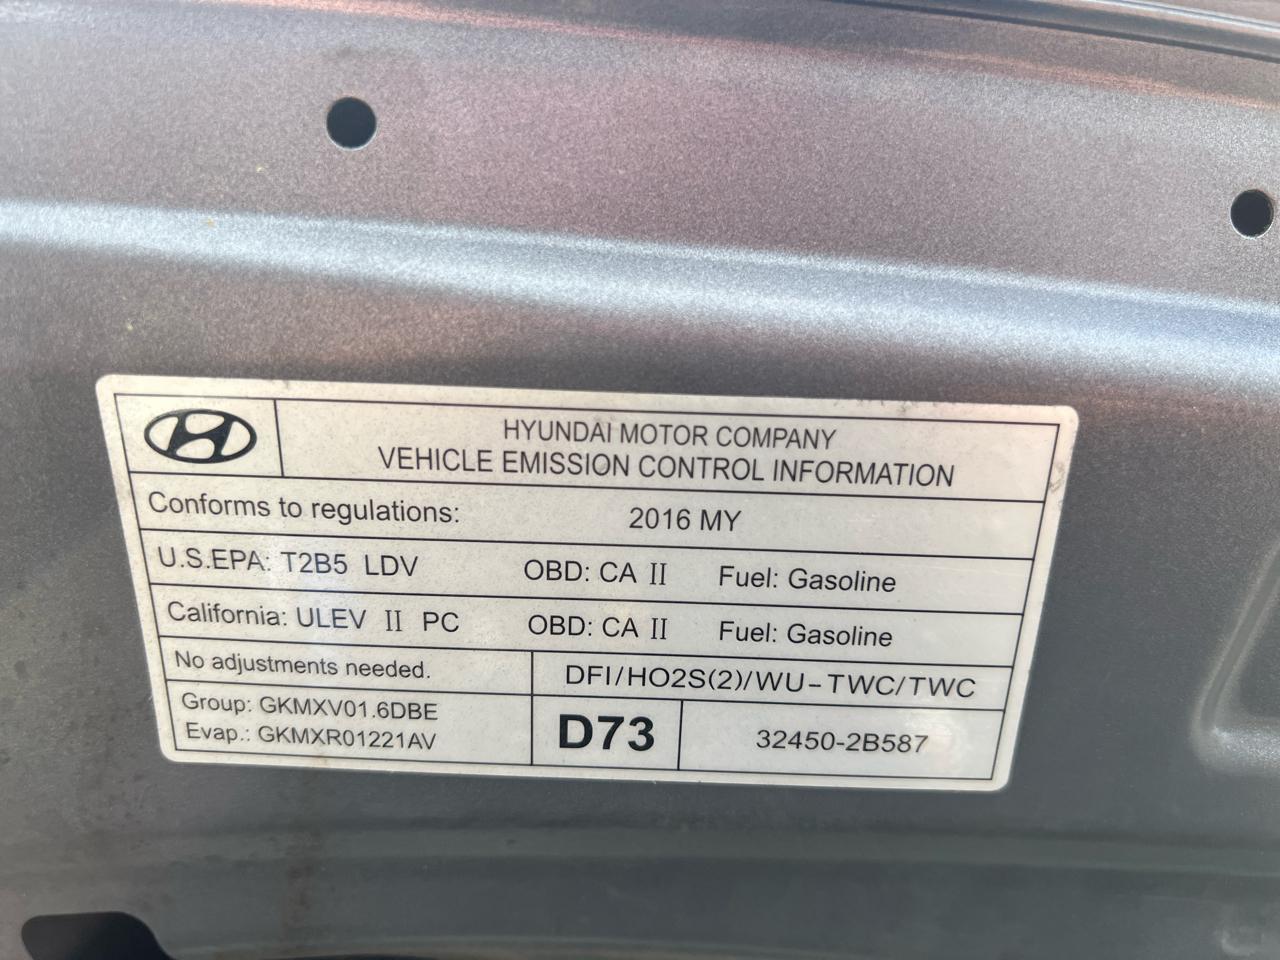 HYUNDAI MOTOR COMPANY
VEHICLE EMISSION CONTROL INFORMATION
Conforms to regulations: 2016 MY
U.S.EPA: T2B5 LDV OBD: CA II Fuel: Gasoline
California: ULEV II PC OBD: CA II Fuel: Gasoline
No adjustments needed. DFI/HO2S(2)/WU-TWC/TWC
Group: GKMXV01.6DBE
Evap.: GKMXR01221AV
D73 32450-2B587